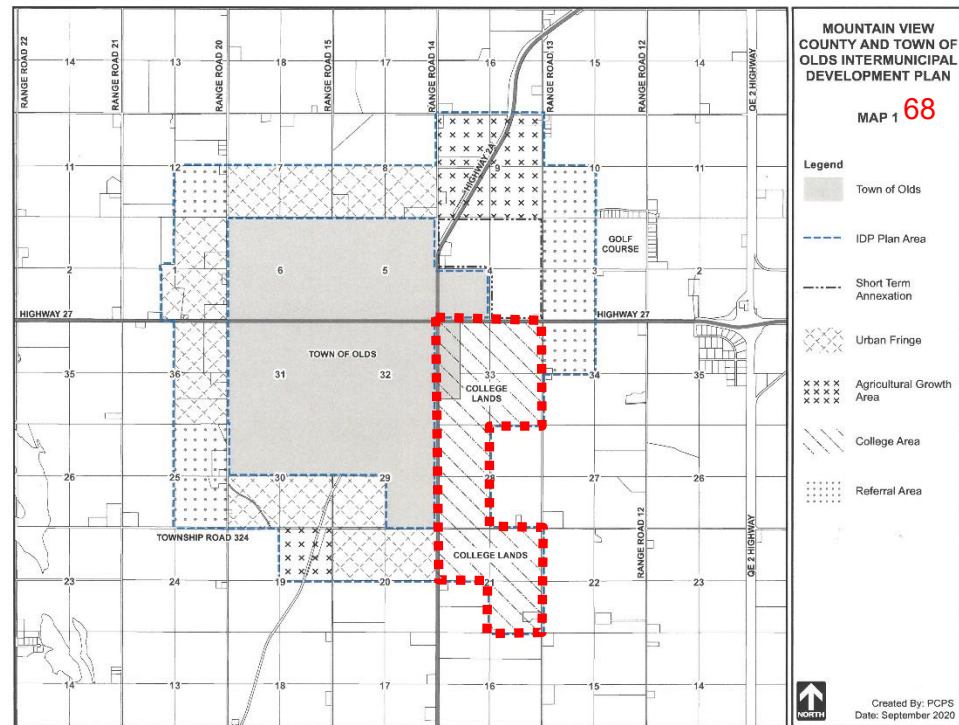 MOUNTAIN VIEW
COUNTY AND TOWN OF
OLDS INTERMUNICIPAL
DEVELOPMENT PLAN
MAP 1 68
Legend
Town of Olds
IDP Plan Area
Short Term
Annexation
Urban Fringe
Agricultural Growth
Area
College Area
Referral Area
NORTH
Created By: PCPS
Date: September 2020
RANGE ROAD 22
RANGE ROAD 21
RANGE ROAD 20
RANGE ROAD 15
RANGE ROAD 14
RANGE ROAD 13
RANGE ROAD 12
QE 2 HIGHWAY
14 13 18 17 16 15 14
HIGHWAY 2A
11 12 7 8 9 10 11
GOLF
COURSE
2 1 6 5 4 3 2
HIGHWAY 27 HIGHWAY 27
TOWN OF OLDS
35 36 31 32 33 34 35
COLLEGE
LANDS
26 25 30 29 28 27 26
TOWNSHIP ROAD 324
COLLEGE LANDS
RANGE ROAD 12
QE 2 HIGHWAY
23 24 19 20 21 22 23
14 13 18 17 16 15 14